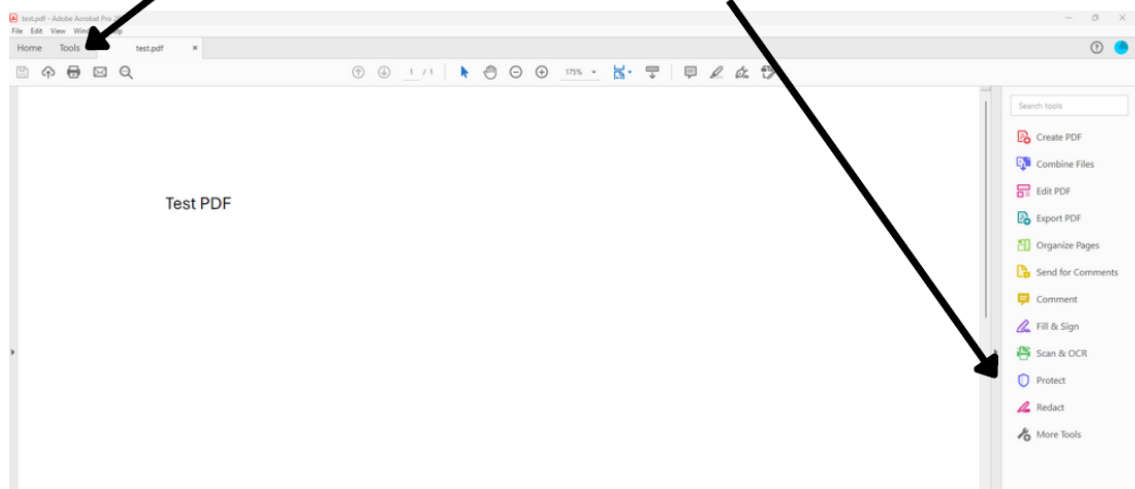 test.pdf - Adobe Acrobat Pro
File Edit View
Home Tools test.pdf ×
1 / 1 175%
Test PDF
Search tools
Create PDF
Combine Files
Edit PDF
Export PDF
Organize Pages
Send for Comments
Comment
Fill & Sign
Scan & OCR
Protect
Redact
More Tools